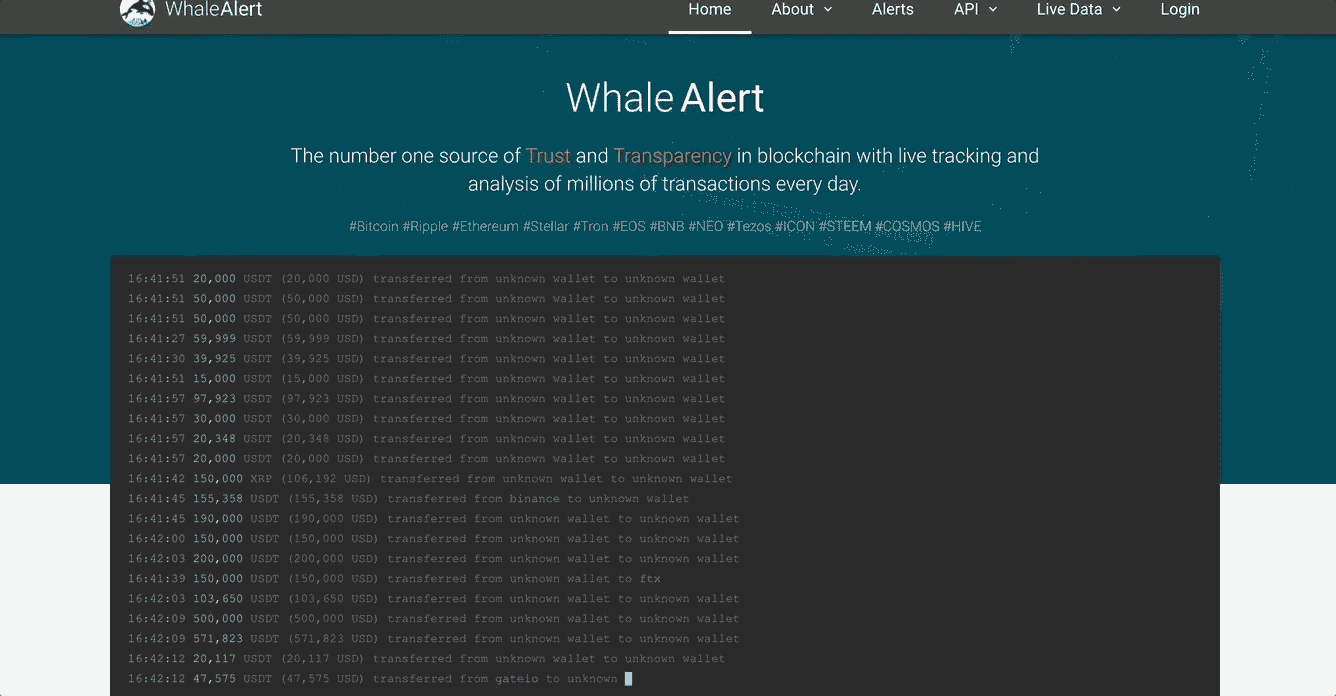 WhaleAlert Home About Alerts API Live Data Login
Whale Alert
The number one source of Trust and Transparency in blockchain with live tracking and
analysis of millions of transactions every day.
#Bitcoin #Ripple #Ethereum #Stellar #Tron #EOS #BNB #NEO #Tezos #ICON #STEEM #COSMOS #HIVE
16:41:51 20,000 USDT (20,000 USD) transferred from unknown wallet to unknown wallet
16:41:51 50,000 USDT (50,000 USD) transferred from unknown wallet to unknown wallet
16:41:51 50,000 USDT (50,000 USD) transferred from unknown wallet to unknown wallet
16:41:27 59,999 USDT (59,999 USD) transferred from unknown wallet to unknown wallet
16:41:30 39,925 USDT (39,925 USD) transferred from unknown wallet to unknown wallet
16:41:51 15,000 USDT (15,000 USD) transferred from unknown wallet to unknown wallet
16:41:57 97,923 USDT (97,923 USD) transferred from unknown wallet to unknown wallet
16:41:57 30,000 USDT (30,000 USD) transferred from unknown wallet to unknown wallet
16:41:57 20,348 USDT (20,348 USD) transferred from unknown wallet to unknown wallet
16:41:57 20,000 USDT (20,000 USD) transferred from unknown wallet to unknown wallet
16:41:42 150,000 XRP (106,192 USD) transferred from unknown wallet to unknown wallet
16:41:45 155,358 USDT (155,358 USD) transferred from binance to unknown wallet
16:41:45 190,000 USDT (190,000 USD) transferred from unknown wallet to unknown wallet
16:42:00 150,000 USDT (150,000 USD) transferred from unknown wallet to unknown wallet
16:42:03 200,000 USDT (200,000 USD) transferred from unknown wallet to unknown wallet
16:41:39 150,000 USDT (150,000 USD) transferred from unknown wallet to ftx
16:42:03 103,650 USDT (103,650 USD) transferred from unknown wallet to unknown wallet
16:42:09 500,000 USDT (500,000 USD) transferred from unknown wallet to unknown wallet
16:42:09 571,823 USDT (571,823 USD) transferred from unknown wallet to unknown wallet
16:42:12 20,117 USDT (20,117 USD) transferred from unknown wallet to unknown wallet
16:42:12 47,575 USDT (47,575 USD) transferred from gateio to unknown